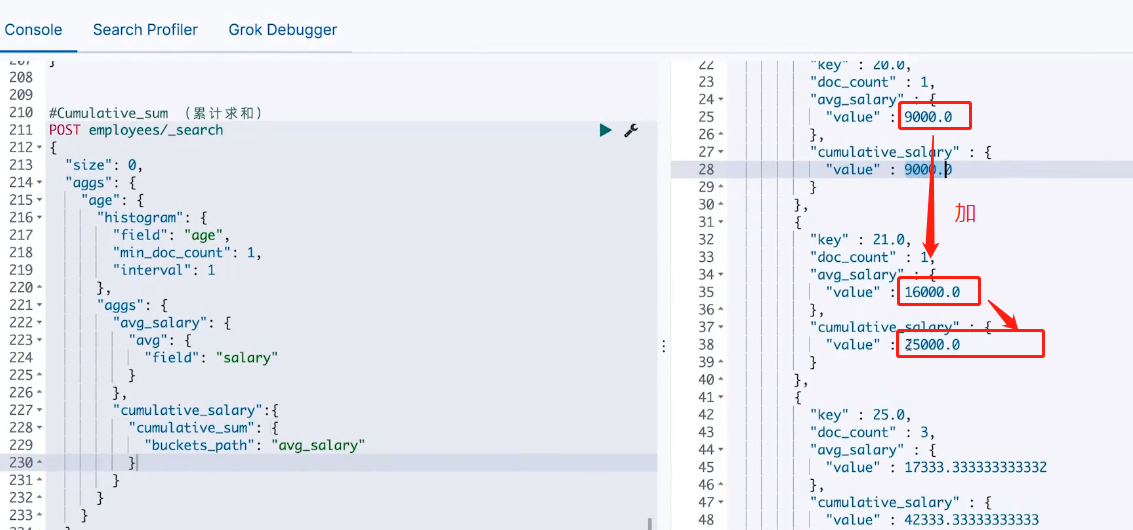 Console Search Profiler Grok Debugger
207 }
208
209
210 #Cumulative_sum （累计求和）
211 POST employees/_search
212 {
213 "size": 0,
214 "aggs": {
215 "age": {
216 "histogram": {
217 "field": "age",
218 "min_doc_count": 1,
219 "interval": 1
220 },
221 "aggs": {
222 "avg_salary": {
223 "avg": {
224 "field": "salary"
225 }
226 },
227 "cumulative_salary":{
228 "cumulative_sum": {
229 "buckets_path": "avg_salary"
230 }
231 }
232 }
233 }
22 "key" : 20.0,
23 "doc_count" : 1,
24 "avg_salary" : {
25 "value" : 9000.0
26 },
27 "cumulative_salary" : {
28 "value" : 9000.0
29 }
30 },
加
31 {
32 "key" : 21.0,
33 "doc_count" : 1,
34 "avg_salary" : {
35 "value" : 16000.0
36 },
37 "cumulative_salary" : {
38 "value" : 25000.0
39 }
40 },
41 {
42 "key" : 25.0,
43 "doc_count" : 3,
44 "avg_salary" : {
45 "value" : 17333.333333333332
46 },
47 "cumulative_salary" : {
48 "value" : 42333.33333333333